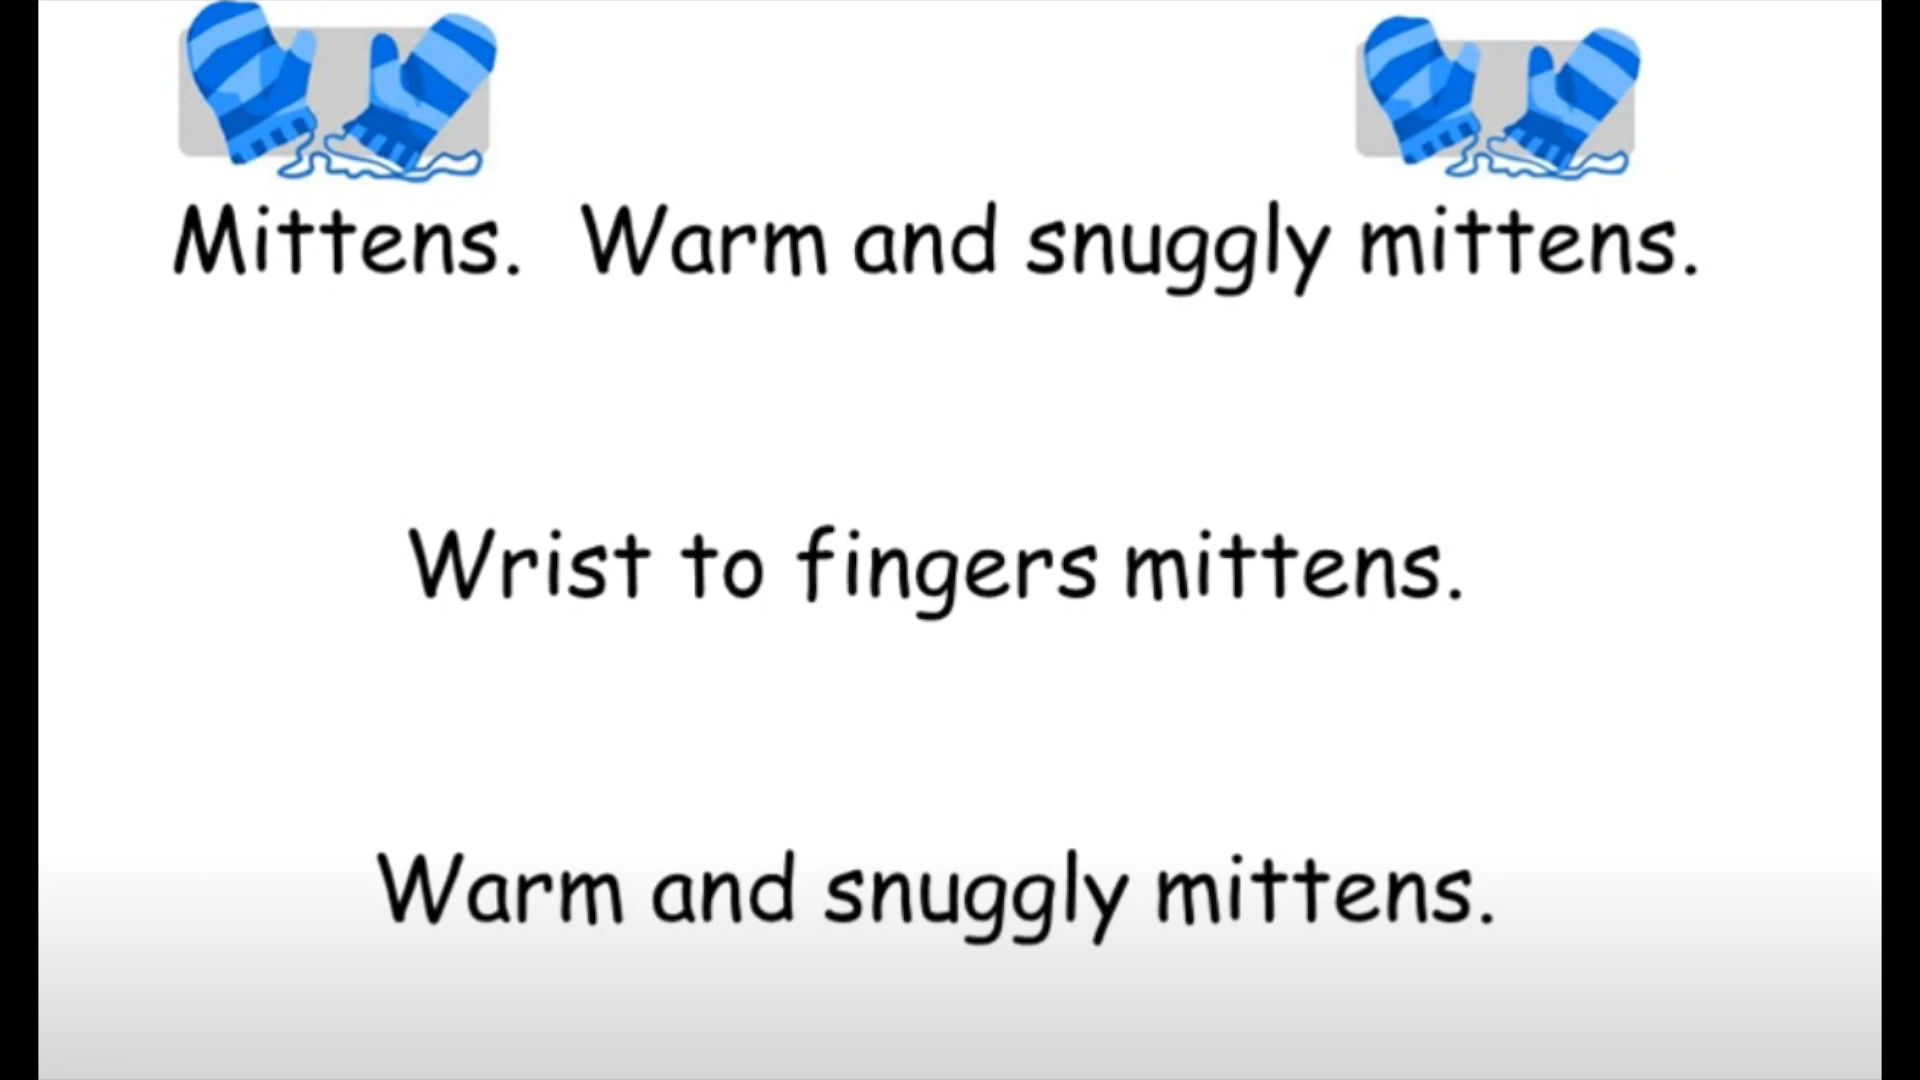 Mittens. Warm and snuggly mittens.
Wrist to fingers mittens.
Warm and snuggly mittens.